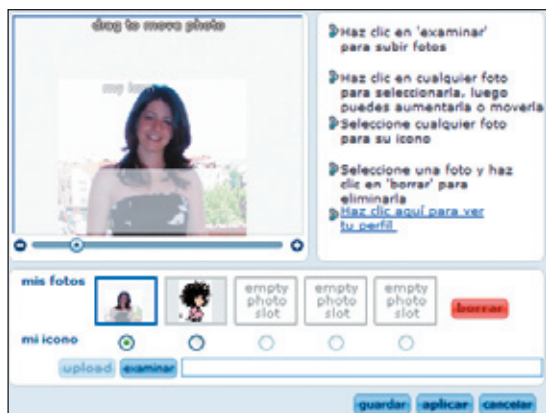 drag to move photo
my icon
Haz clic en 'examinar'
para subir fotos
Haz clic en cualquier foto
para seleccionarla, luego
puedes aumentarla o moverla
Seleccione cualquier foto
para su icono
Seleccione una foto y haz
clic en 'borrar' para
eliminarla
Haz clic aquí para ver
tu perfil
mis fotos
empty
photo
slot
empty
photo
slot
empty
photo
slot
borrar
mi icono
upload examinar
guardar aplicar cancelar